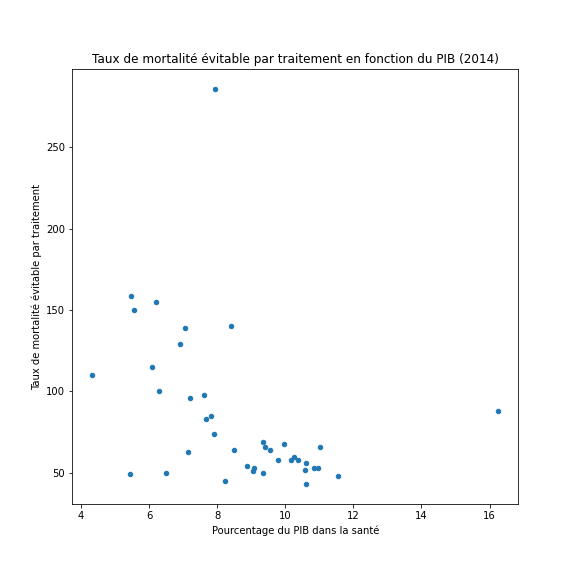 Taux de mortalité évitable par traitement en fonction du PIB (2014)
250
200
150
100
50
Taux de mortalité évitable par traitement
4 6 8 10 12 14 16
Pourcentage du PIB dans la santé